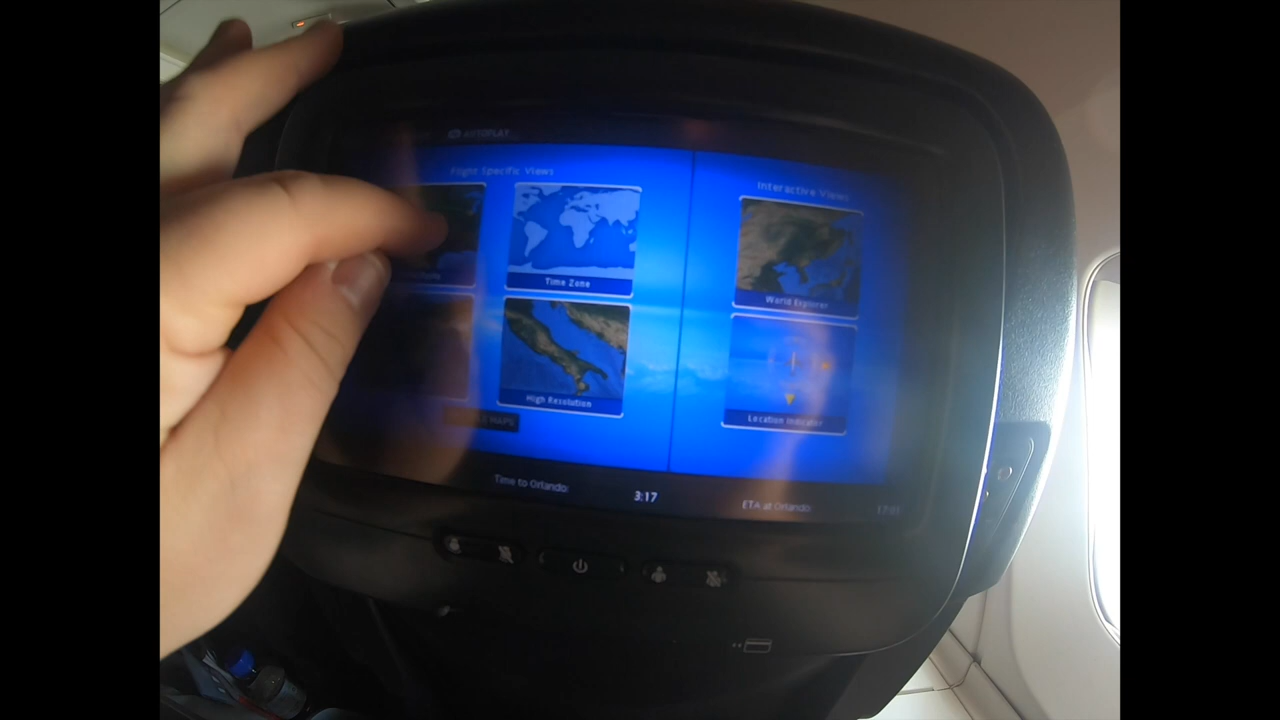 AUTOPLAY
Flight Specific Views
Interactive Views
Time Zone
World Explorer
High Resolution
Location Indicator
MAPS
Time to Orlando:
3:17
ETA at Orlando: